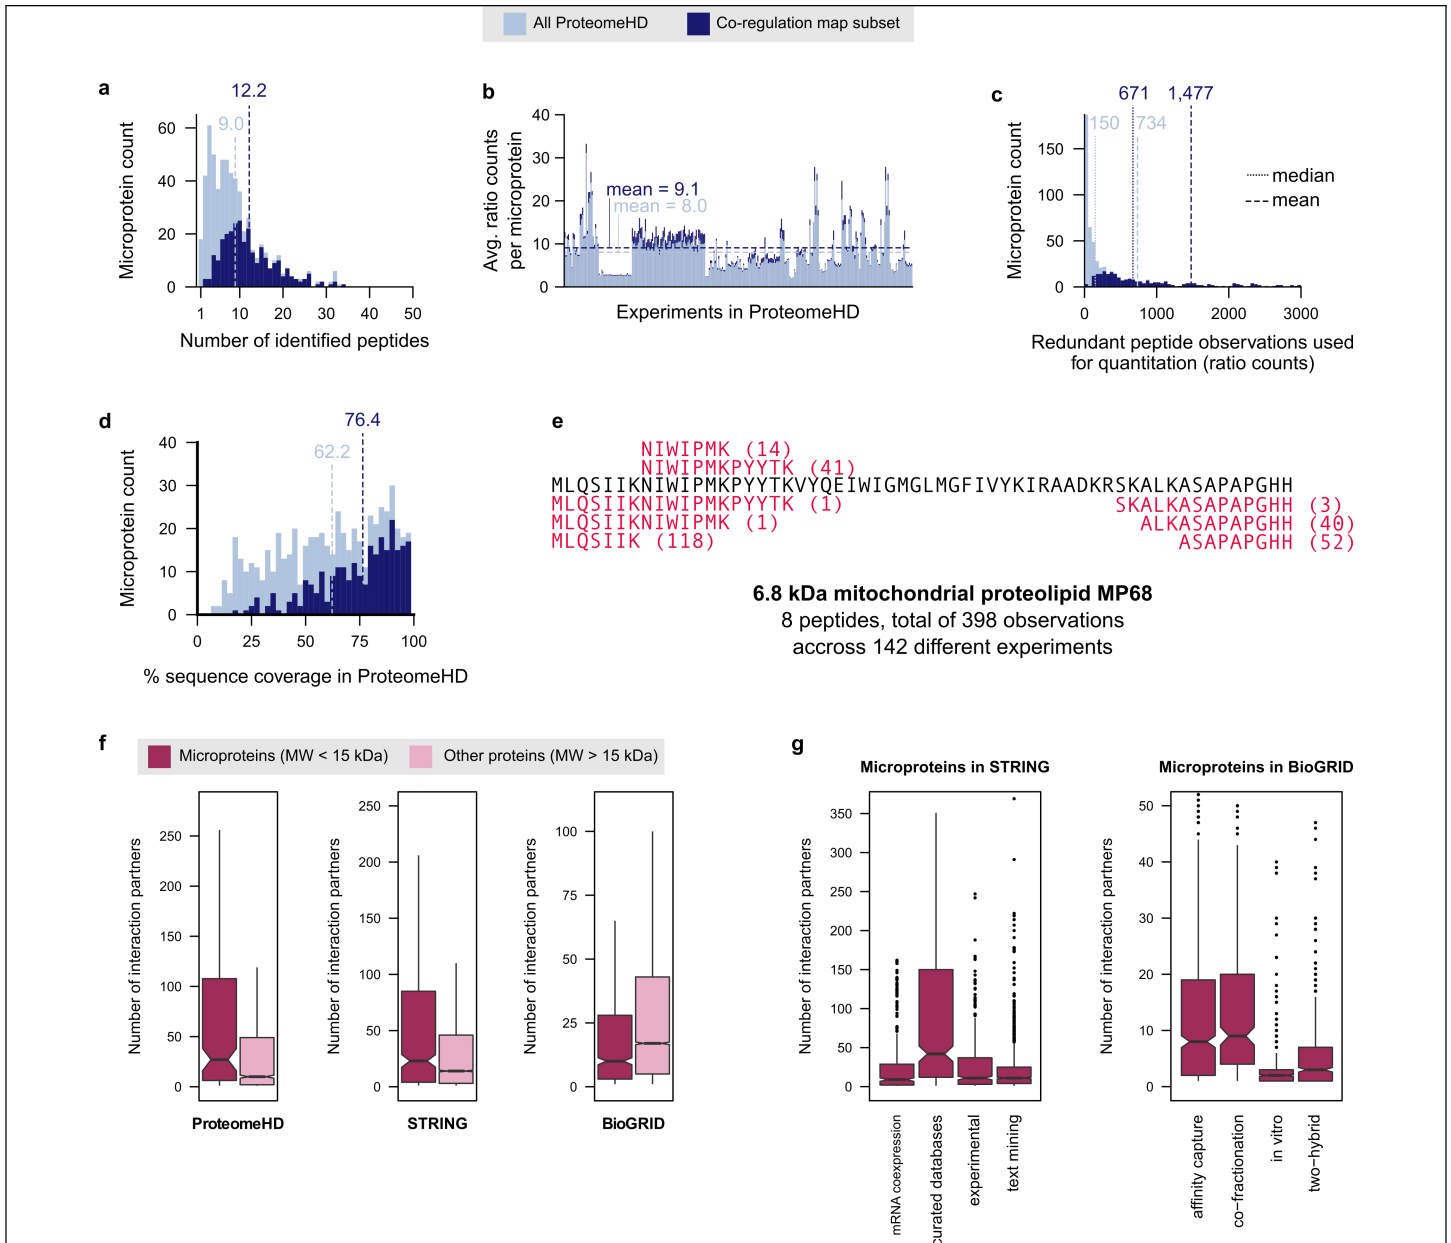 All ProteomeHD
Co-regulation map subset
a
12.2
9.0
Microprotein count
60
40
20
0
1 10 20 30 40 50
Number of identified peptides
b
Avg. ratio counts
per microprotein
40
30
20
10
0
mean = 9.1
mean = 8.0
Experiments in ProteomeHD
c
671 1,477
150 734
Microprotein count
150
100
50
0
median
mean
0 1000 2000 3000
Redundant peptide observations used
for quantitation (ratio counts)
d
76.4
62.2
Microprotein count
40
30
20
10
0
0 25 50 75 100
% sequence coverage in ProteomeHD
e
NIWIPMK (14)
NIWIPMKPYYTK (41)
MLQSIIKNIWIPMKPYYTKVYQEIWIGMGLMGFIVYKIRAADKRSKALKASAPAPGHH
MLQSIIKNIWIPMKPYYTK (1) SKALKASAPAPGHH (3)
MLQSIIKNIWIPMK (1) ALKASAPAPGHH (40)
MLQSIIK (118) ASAPAPGHH (52)
6.8 kDa mitochondrial proteolipid MP68
8 peptides, total of 398 observations
accross 142 different experiments
f
Microproteins (MW < 15 kDa)
Other proteins (MW > 15 kDa)
Number of interaction partners
250
200
150
100
50
0
ProteomeHD
Number of interaction partners
250
200
150
100
50
0
STRING
Number of interaction partners
100
75
50
25
0
BioGRID
g
Microproteins in STRING
Number of interaction partners
350
300
250
200
150
100
50
0
mRNA coexpression
curated databases
experimental
text mining
Microproteins in BioGRID
Number of interaction partners
50
40
30
20
10
0
affinity capture
co−fractionation
in vitro
two−hybrid